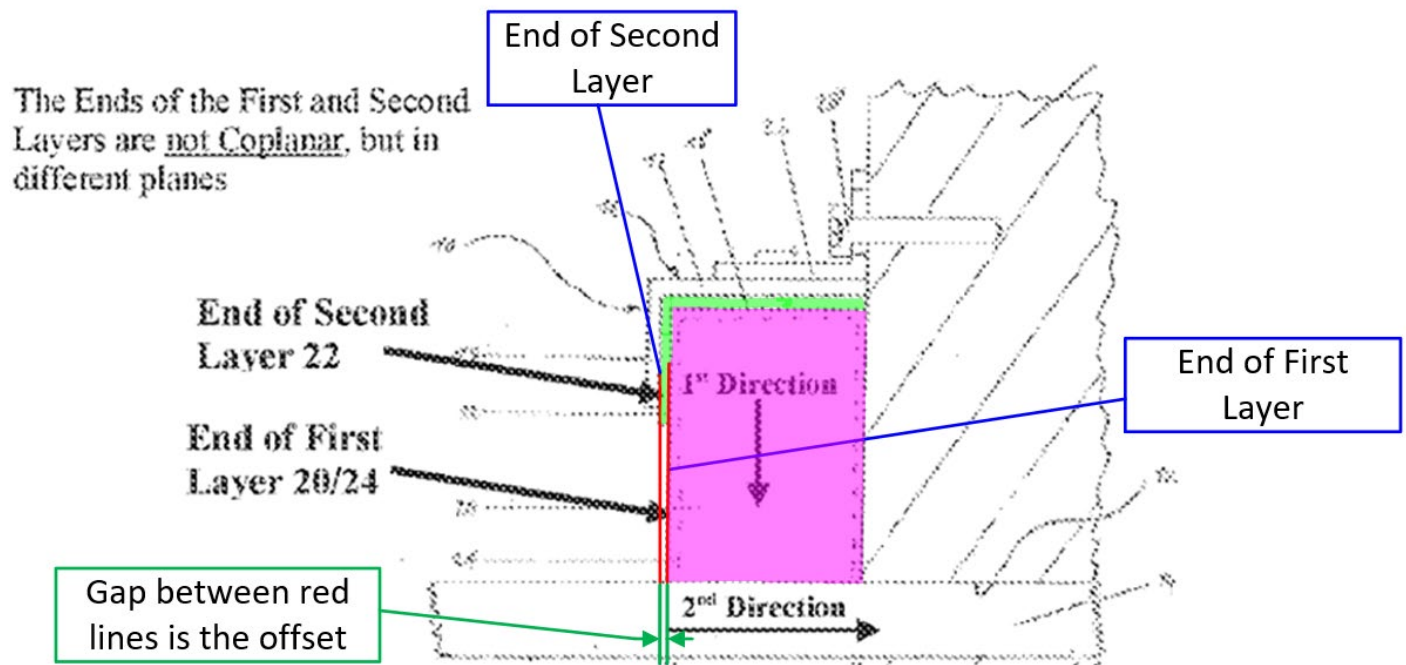 End of Second
Layer
The Ends of the First and Second
Layers are not Coplanar, but in
different planes
End of Second
Layer 22
1st Direction
End of First
Layer
End of First
Layer 20/24
Gap between red
lines is the offset
2nd Direction